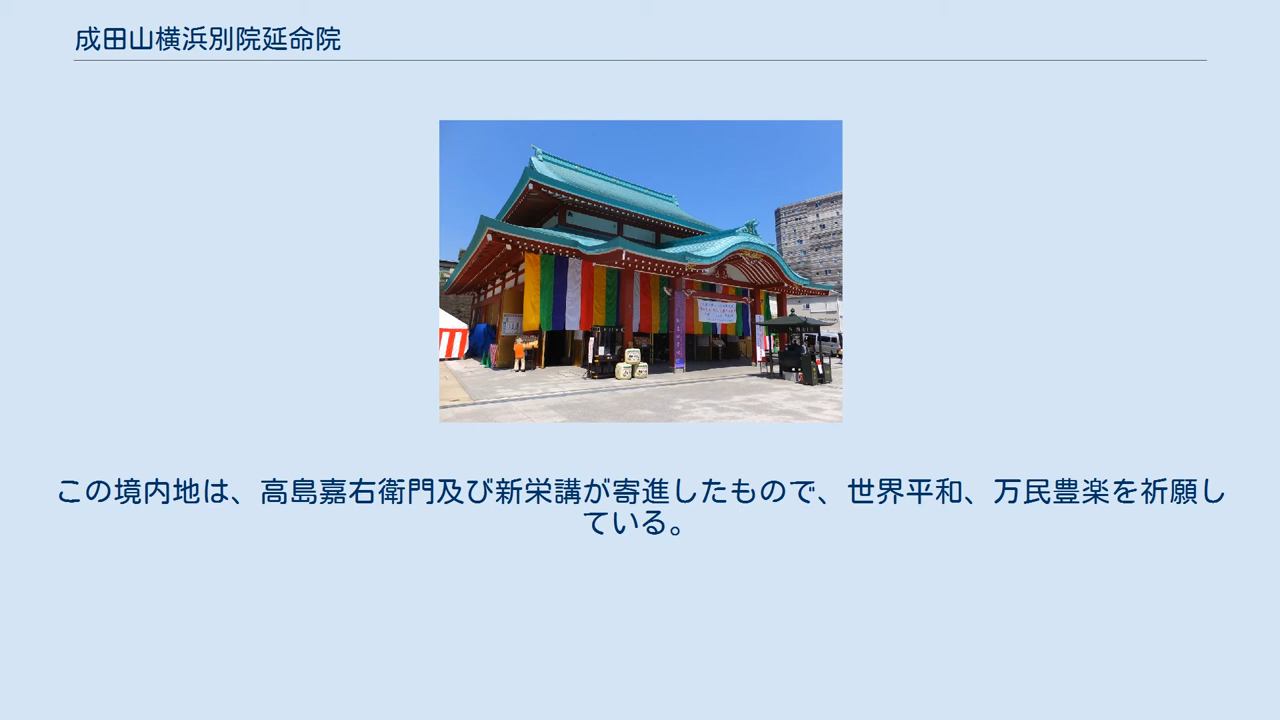 成田山横浜別院延命院
この境内地は、高島嘉右衛門及び新栄講が寄進したもので、世界平和、万民豊楽を祈願し
ている。